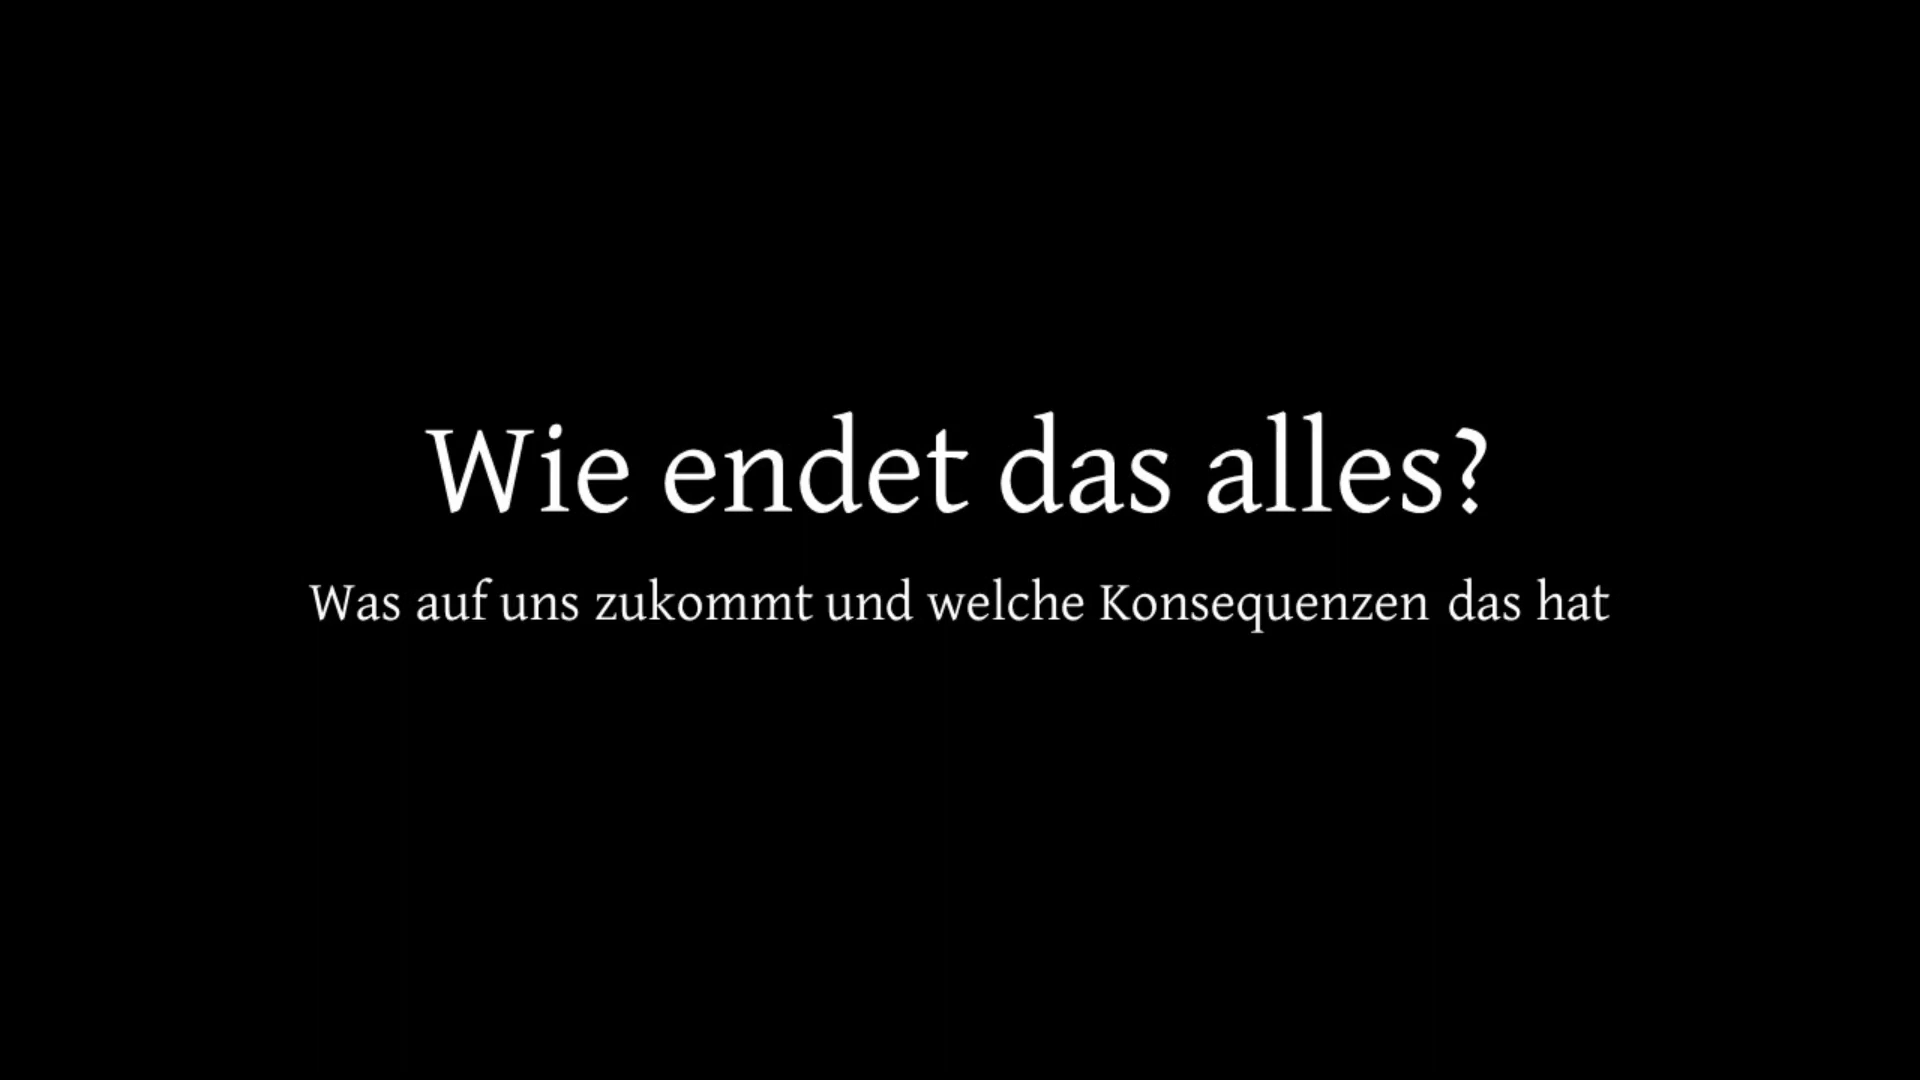 Wie endet das alles?
Was auf uns zukommt und welche Konsequenzen das hat